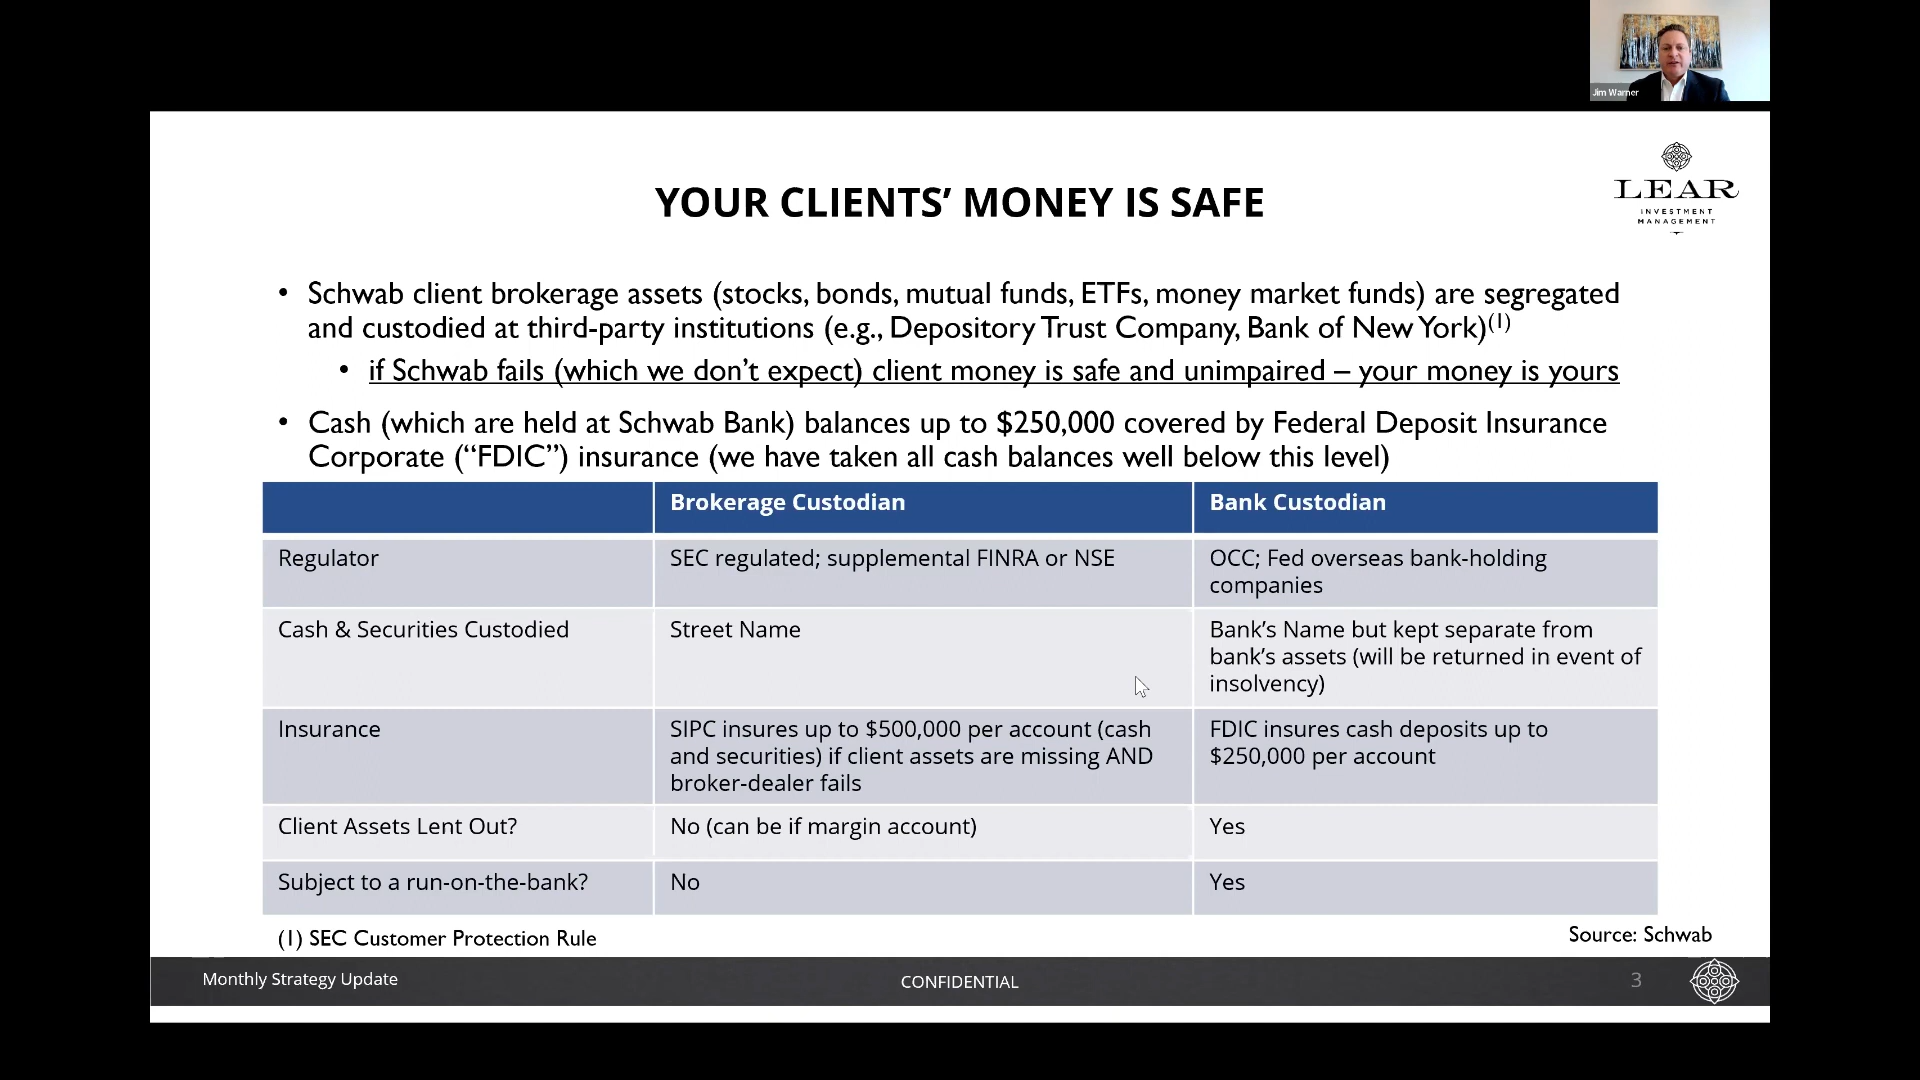 Jim Warner
LEAR
INVESTMENT
MANAGEMENT
YOUR CLIENTS’ MONEY IS SAFE
• Schwab client brokerage assets (stocks, bonds, mutual funds, ETFs, money market funds) are segregated
and custodied at third-party institutions (e.g., Depository Trust Company, Bank of New York)(1)
• if Schwab fails (which we don’t expect) client money is safe and unimpaired – your money is yours
• Cash (which are held at Schwab Bank) balances up to $250,000 covered by Federal Deposit Insurance
Corporate (“FDIC”) insurance (we have taken all cash balances well below this level)
Brokerage Custodian
Bank Custodian
Regulator
SEC regulated; supplemental FINRA or NSE
OCC; Fed overseas bank-holding
companies
Cash & Securities Custodied
Street Name
Bank’s Name but kept separate from
bank’s assets (will be returned in event of
insolvency)
Insurance
SIPC insures up to $500,000 per account (cash
and securities) if client assets are missing AND
broker-dealer fails
FDIC insures cash deposits up to
$250,000 per account
Client Assets Lent Out?
No (can be if margin account)
Yes
Subject to a run-on-the-bank?
No
Yes
(1) SEC Customer Protection Rule
Source: Schwab
Monthly Strategy Update
CONFIDENTIAL
3